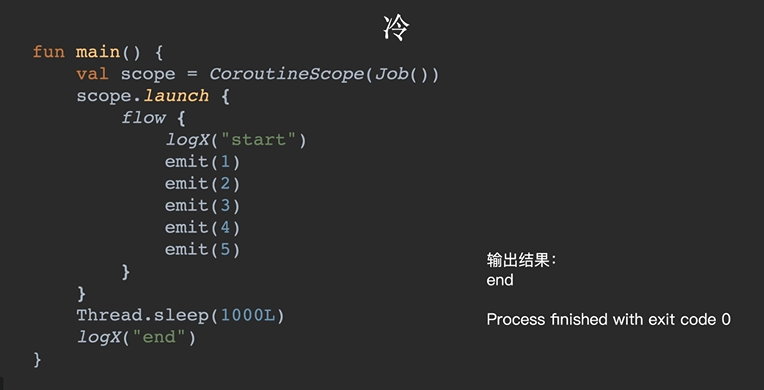 冷
fun main() {
    val scope = CoroutineScope(Job())
    scope.launch {
        flow {
            logX("start")
            emit(1)
            emit(2)
            emit(3)
            emit(4)
            emit(5)
        }
    }
    Thread.sleep(1000L)
    logX("end")
}
输出结果：
end
Process finished with exit code 0